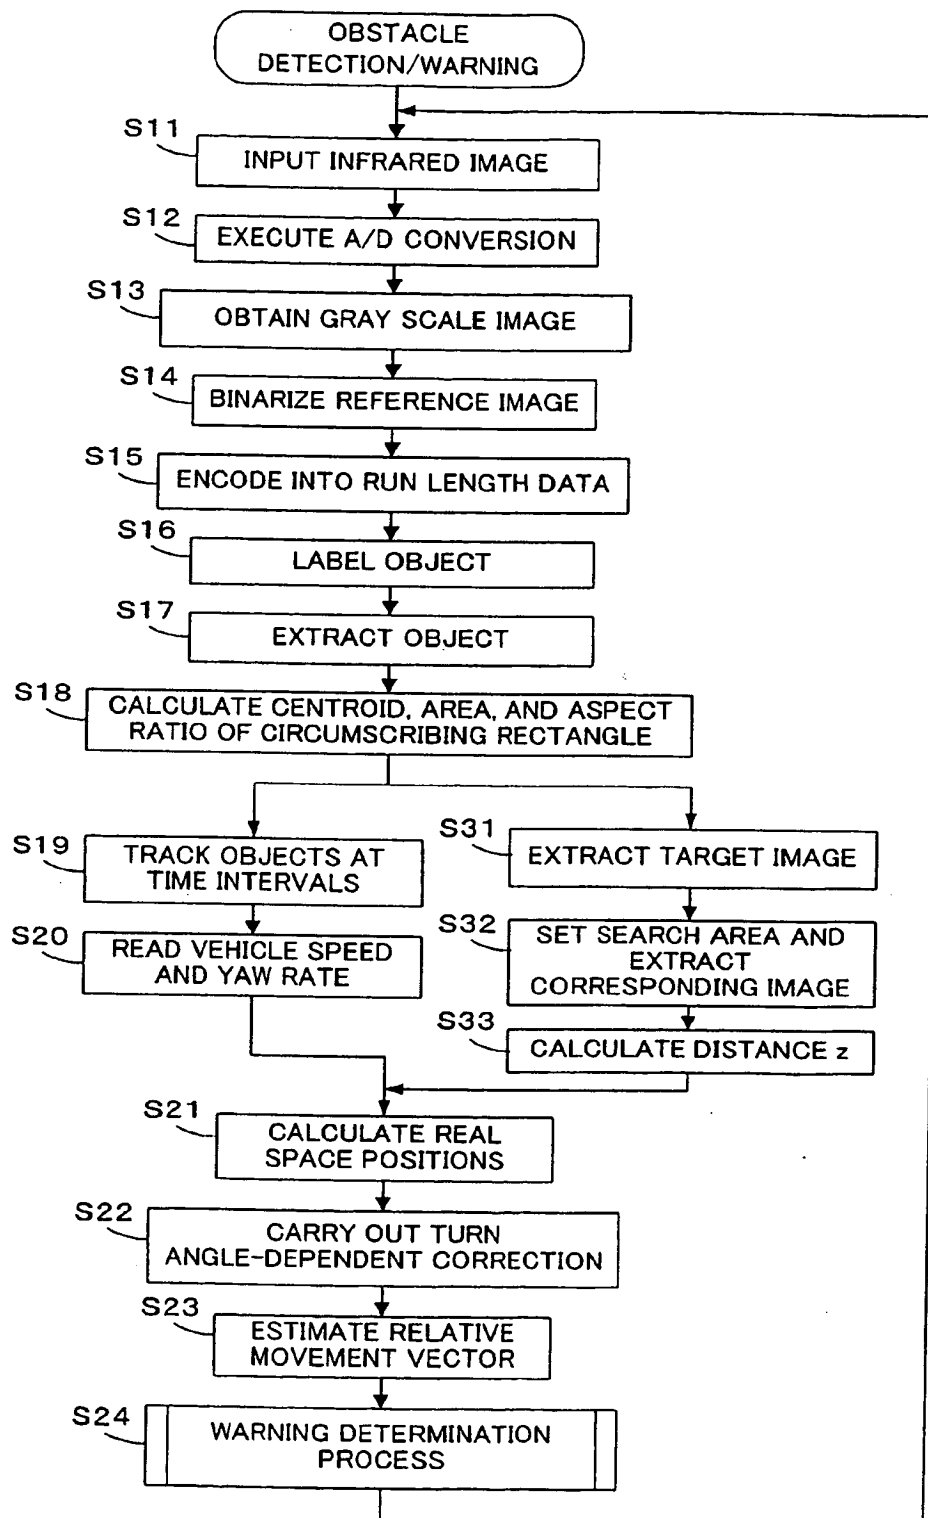 OBSTACLE
DETECTION/WARNING
S11
INPUT INFRARED IMAGE
S12
EXECUTE A/D CONVERSION
S13
OBTAIN GRAY SCALE IMAGE
S14
BINARIZE REFERENCE IMAGE
S15
ENCODE INTO RUN LENGTH DATA
S16
LABEL OBJECT
S17
EXTRACT OBJECT
S18
CALCULATE CENTROID, AREA, AND ASPECT
RATIO OF CIRCUMSCRIBING RECTANGLE
S19
TRACK OBJECTS AT
TIME INTERVALS
S20
READ VEHICLE SPEED
AND YAW RATE
S31
EXTRACT TARGET IMAGE
S32
SET SEARCH AREA AND
EXTRACT
CORRESPONDING IMAGE
S33
CALCULATE DISTANCE z
S21
CALCULATE REAL
SPACE POSITIONS
S22
CARRY OUT TURN
ANGLE-DEPENDENT CORRECTION
S23
ESTIMATE RELATIVE
MOVEMENT VECTOR
S24
WARNING DETERMINATION
PROCESS